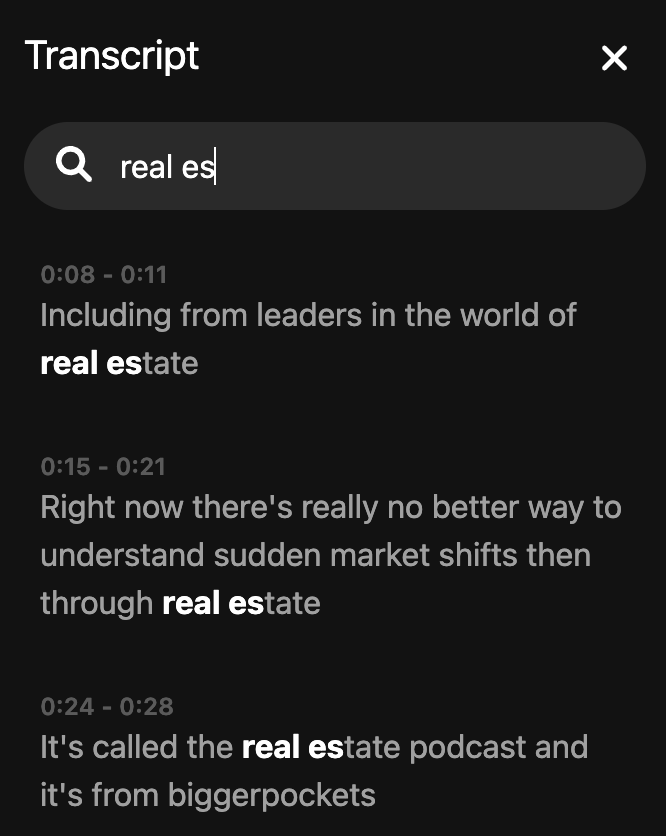 Transcript
real es
0:08 - 0:11
Including from leaders in the world of
real estate
0:15 - 0:21
Right now there's really no better way to
understand sudden market shifts then
through real estate
0:24 - 0:28
It's called the real estate podcast and
it's from biggerpockets